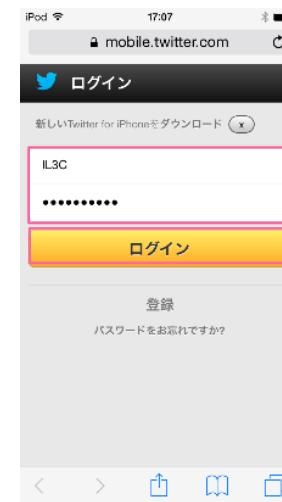 iPod 17:07
mobile.twitter.com
ログイン
新しいTwitter for iPhoneをダウンロード x
IL3C
••••••••••
ログイン
登録
パスワードをお忘れですか?